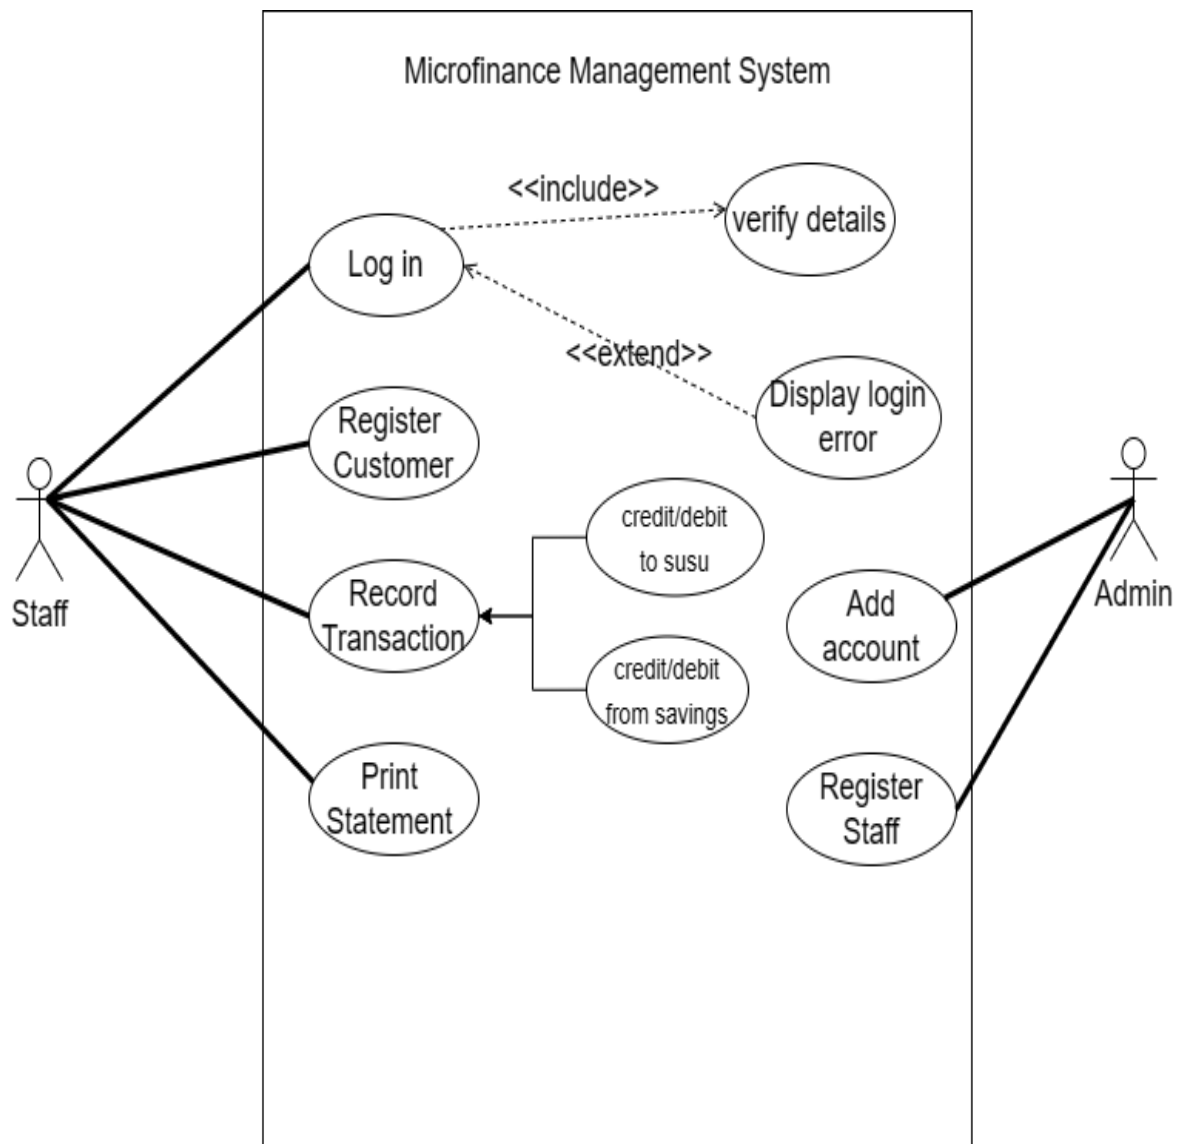 Microfinance Management System
<<include>>
verify details
Log in
<<extend>>
Display login
error
Register
Customer
credit/debit
to susu
Record
Transaction
credit/debit
from savings
Print
Statement
Add
account
Register
Staff
Staff
Admin